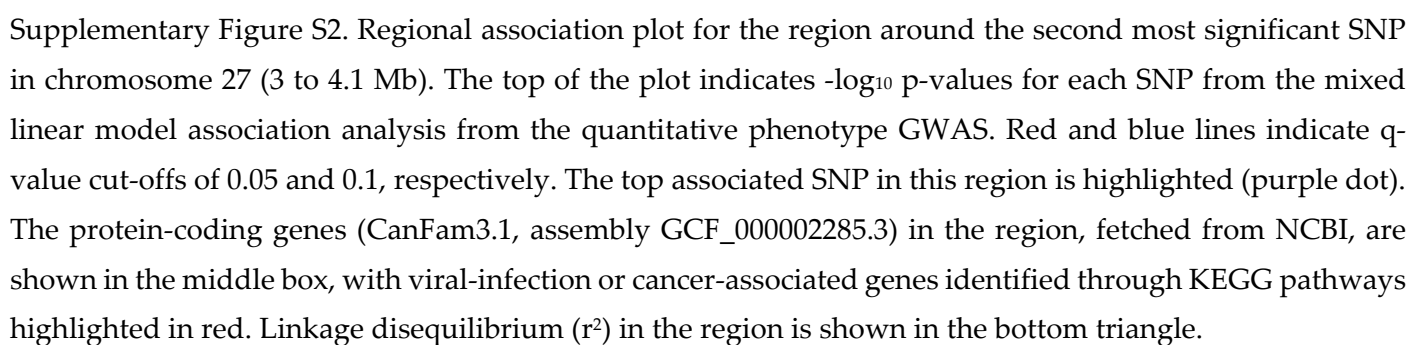 Supplementary Figure S2. Regional association plot for the region around the second most significant SNP
in chromosome 27 (3 to 4.1 Mb). The top of the plot indicates -log₁₀ p-values for each SNP from the mixed
linear model association analysis from the quantitative phenotype GWAS. Red and blue lines indicate q-
value cut-offs of 0.05 and 0.1, respectively. The top associated SNP in this region is highlighted (purple dot).
The protein-coding genes (CanFam3.1, assembly GCF_000002285.3) in the region, fetched from NCBI, are
shown in the middle box, with viral-infection or cancer-associated genes identified through KEGG pathways
highlighted in red. Linkage disequilibrium (r²) in the region is shown in the bottom triangle.